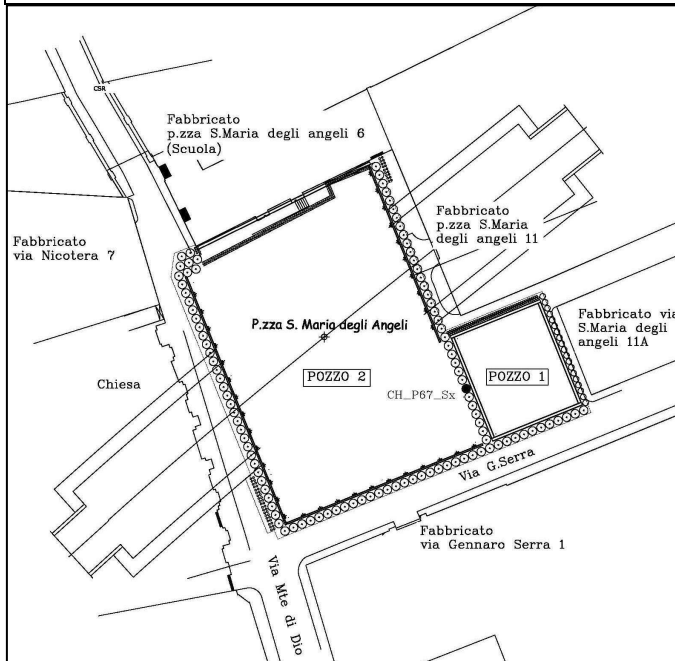 CSR
Fabbricato
p.zza S.Maria degli angeli 6
(Scuola)
Fabbricato
p.zza S.Maria
degli angeli 11
Fabbricato
via Nicotera 7
Fabbricato via
S.Maria degli
angeli 11A
P.zza S. Maria degli Angeli
POZZO 2
POZZO 1
Chiesa
CH_P67_Sx
Via G.Serra
Fabbricato
via Gennaro Serra 1
Via Mte di Dio